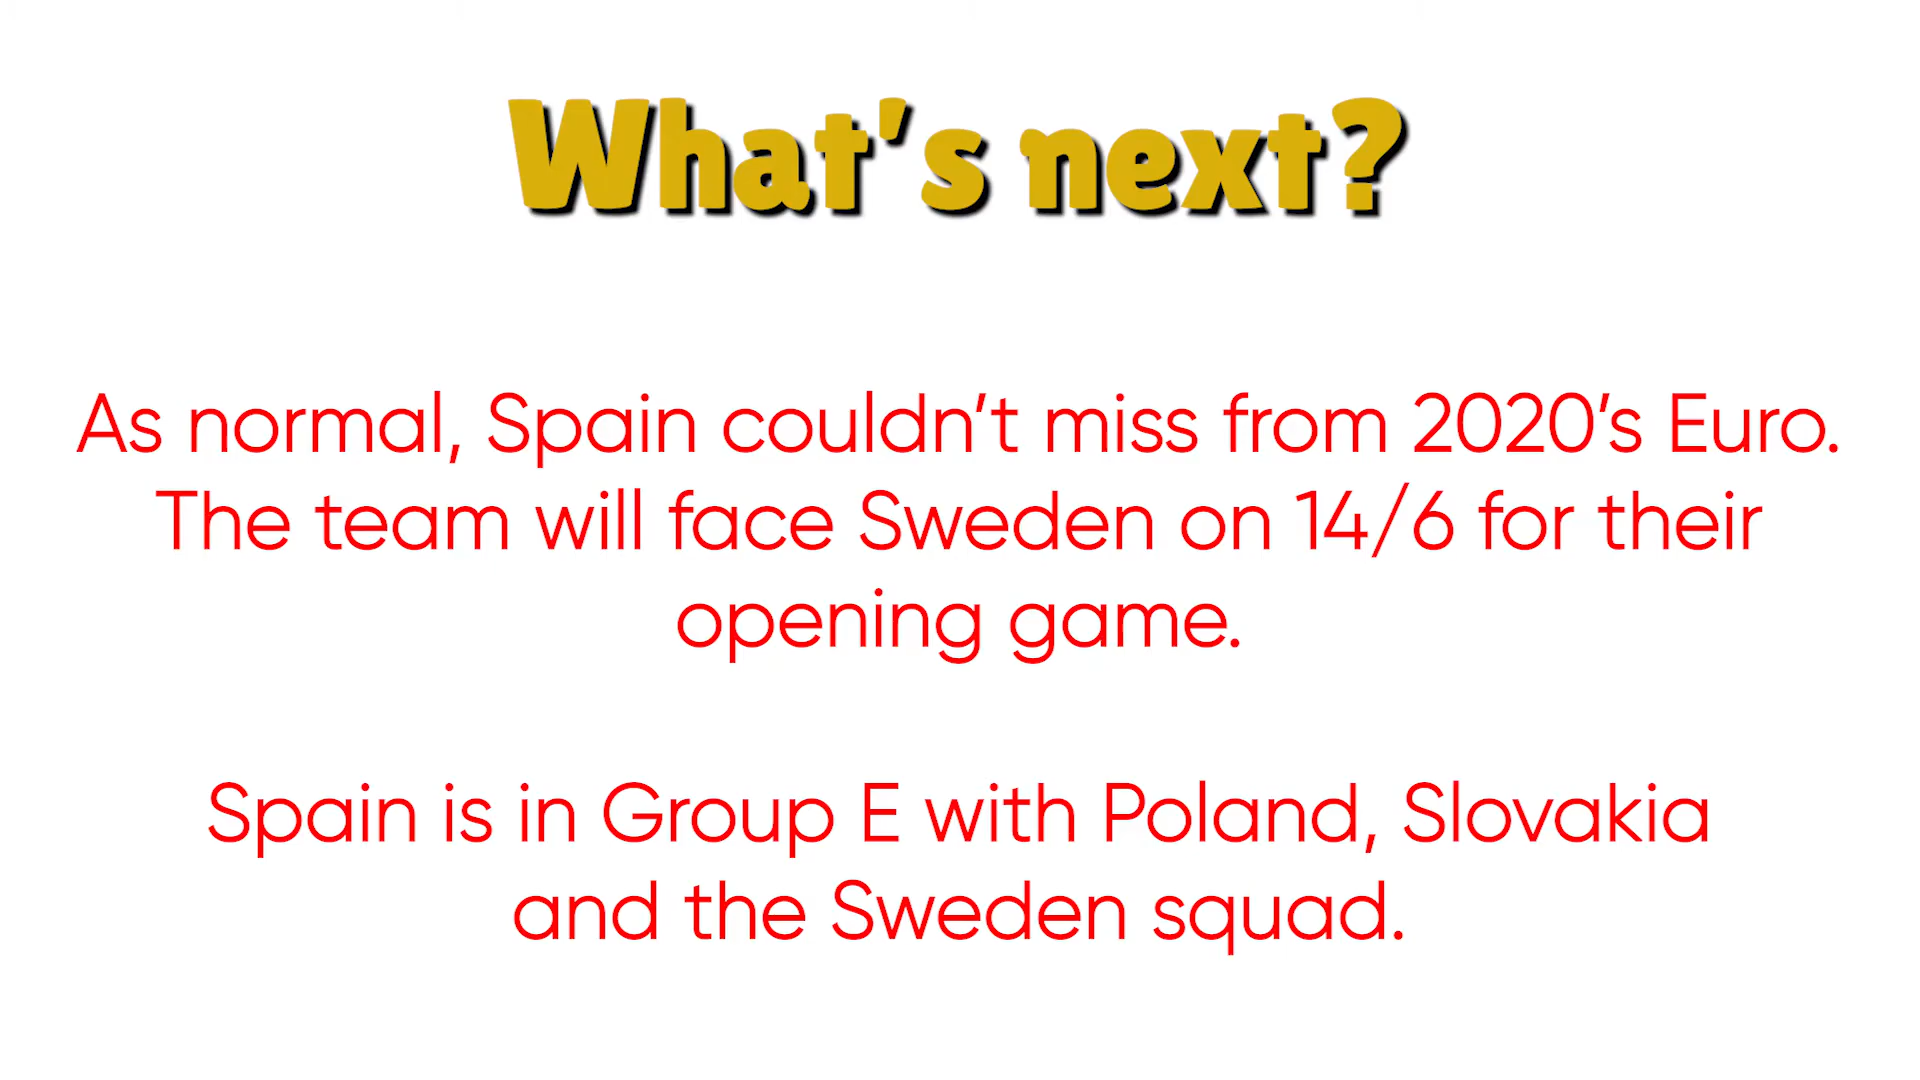 What's next?
As normal, Spain couldn't miss from 2020's Euro.
The team will face Sweden on 14/6 for their
opening game.
Spain is in Group E with Poland, Slovakia
and the Sweden squad.